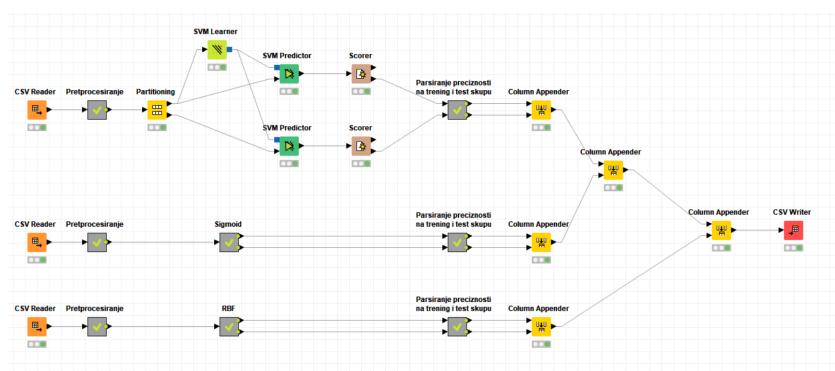 SVM Learner
SVM Predictor
Scorer
CSV Reader
Pretprocesiranje
Partitioning
Parsiranje preciznosti
na trening i test skupu
Column Appender
SVM Predictor
Scorer
Column Appender
CSV Reader
Pretprocesiranje
Sigmoid
Parsiranje preciznosti
na trening i test skupu
Column Appender
Column Appender
CSV Writer
CSV Reader
Pretprocesiranje
RBF
Parsiranje preciznosti
na trening i test skupu
Column Appender